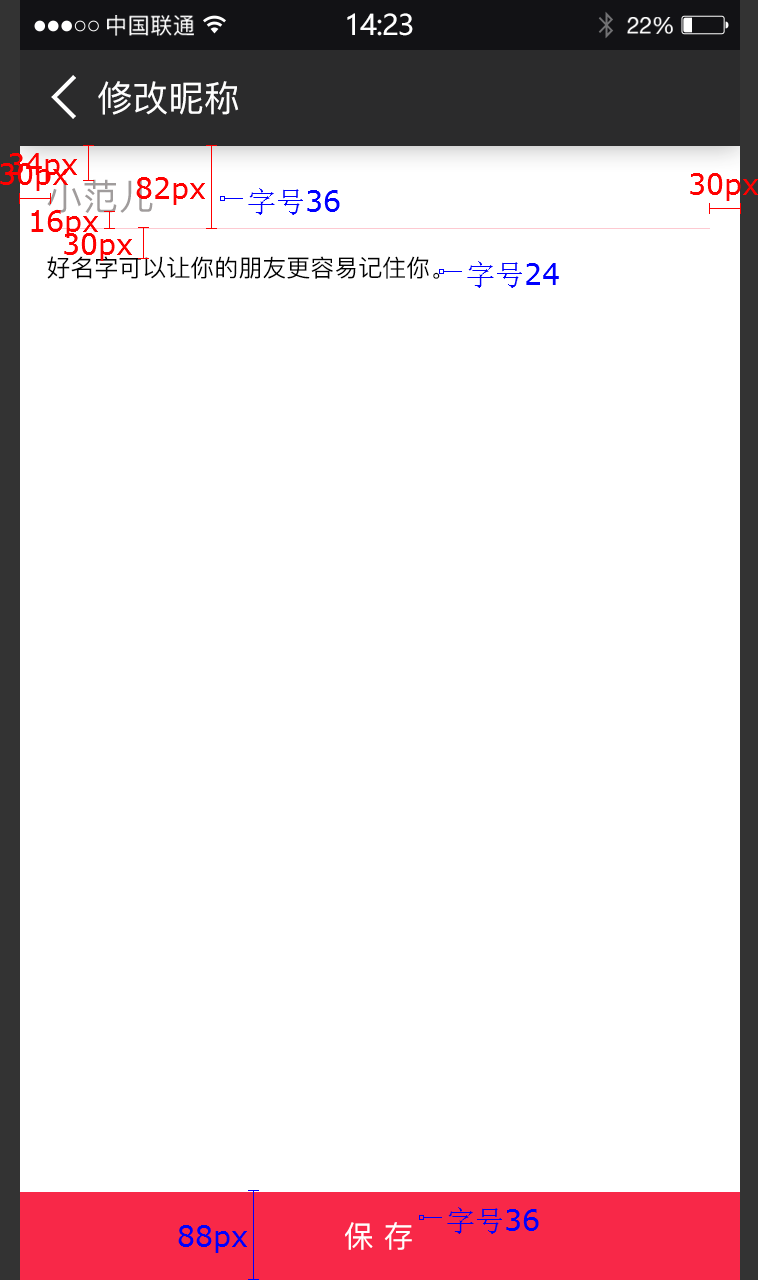 中国联通 14:23 22%
修改昵称
34px
30px
小范儿
82px
字号36
30px
16px
30px
好名字可以让你的朋友更容易记住你。
字号24
88px
保 存
字号36